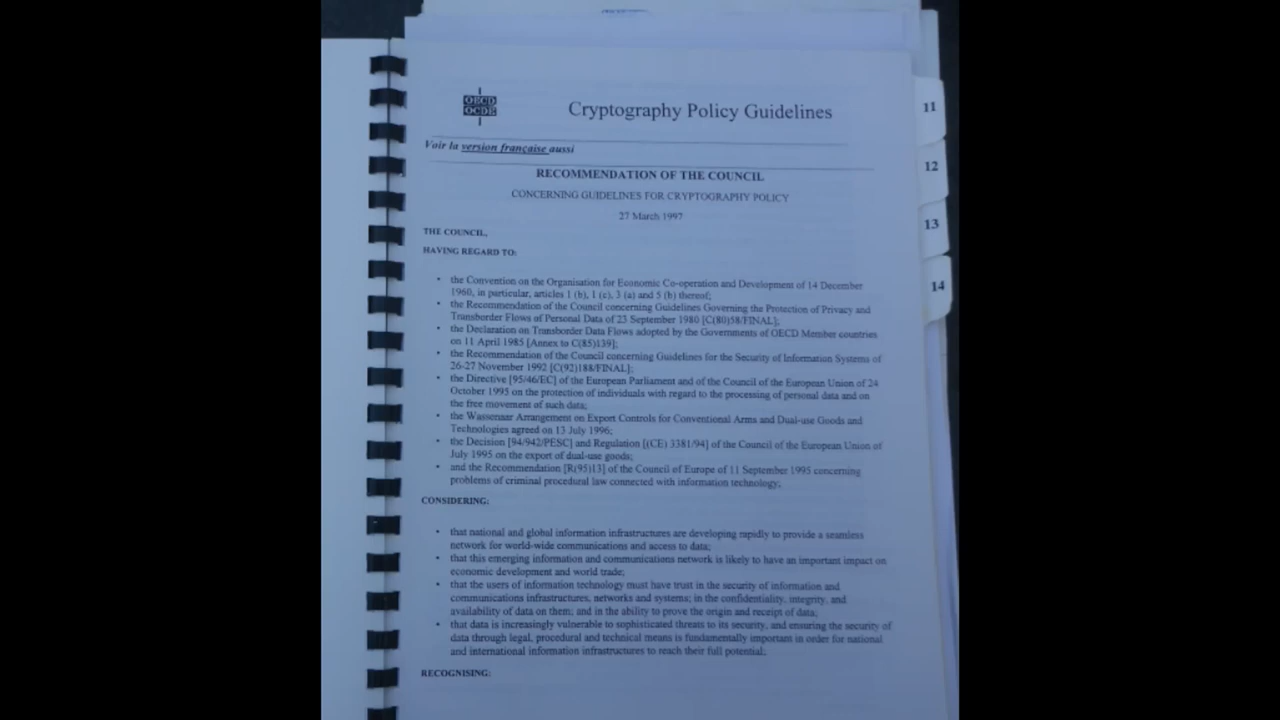 OECD
OCDE
Cryptography Policy Guidelines
Voir la version française aussi
RECOMMENDATION OF THE COUNCIL
CONCERNING GUIDELINES FOR CRYPTOGRAPHY POLICY
27 March 1997
THE COUNCIL,
HAVING REGARD TO:
• the Convention on the Organisation for Economic Co-operation and Development of 14 December
1960, in particular, articles 1 (b), 1 (c), 3 (a) and 5 (b) thereof;
• the Recommendation of the Council concerning Guidelines Governing the Protection of Privacy and
Transborder Flows of Personal Data of 23 September 1980 [C(80)58/FINAL];
• the Declaration on Transborder Data Flows adopted by the Governments of OECD Member countries
on 11 April 1985 [Annex to C(85)139];
• the Recommendation of the Council concerning Guidelines for the Security of Information Systems of
26-27 November 1992 [C(92)188/FINAL];
• the Directive [95/46/EC] of the European Parliament and of the Council of the European Union of 24
October 1995 on the protection of individuals with regard to the processing of personal data and on
the free movement of such data;
• the Wassenaar Arrangement on Export Controls for Conventional Arms and Dual-use Goods and
Technologies agreed on 13 July 1996;
• the Decision [94/942/PESC] and Regulation [(CE) 3381/94] of the Council of the European Union of
July 1995 on the export of dual-use goods;
• and the Recommendation [R(95)13] of the Council of Europe of 11 September 1995 concerning
problems of criminal procedural law connected with information technology;
CONSIDERING:
• that national and global information infrastructures are developing rapidly to provide a seamless
network for world-wide communications and access to data;
• that this emerging information and communications network is likely to have an important impact on
economic development and world trade;
• that the users of information technology must have trust in the security of information and
communications infrastructures, networks and systems; in the confidentiality, integrity, and
availability of data on them; and in the ability to prove the origin and receipt of data;
• that data is increasingly vulnerable to sophisticated threats to its security, and ensuring the security of
data through legal, procedural and technical means is fundamentally important in order for national
and international information infrastructures to reach their full potential;
RECOGNISING:
11
12
13
14